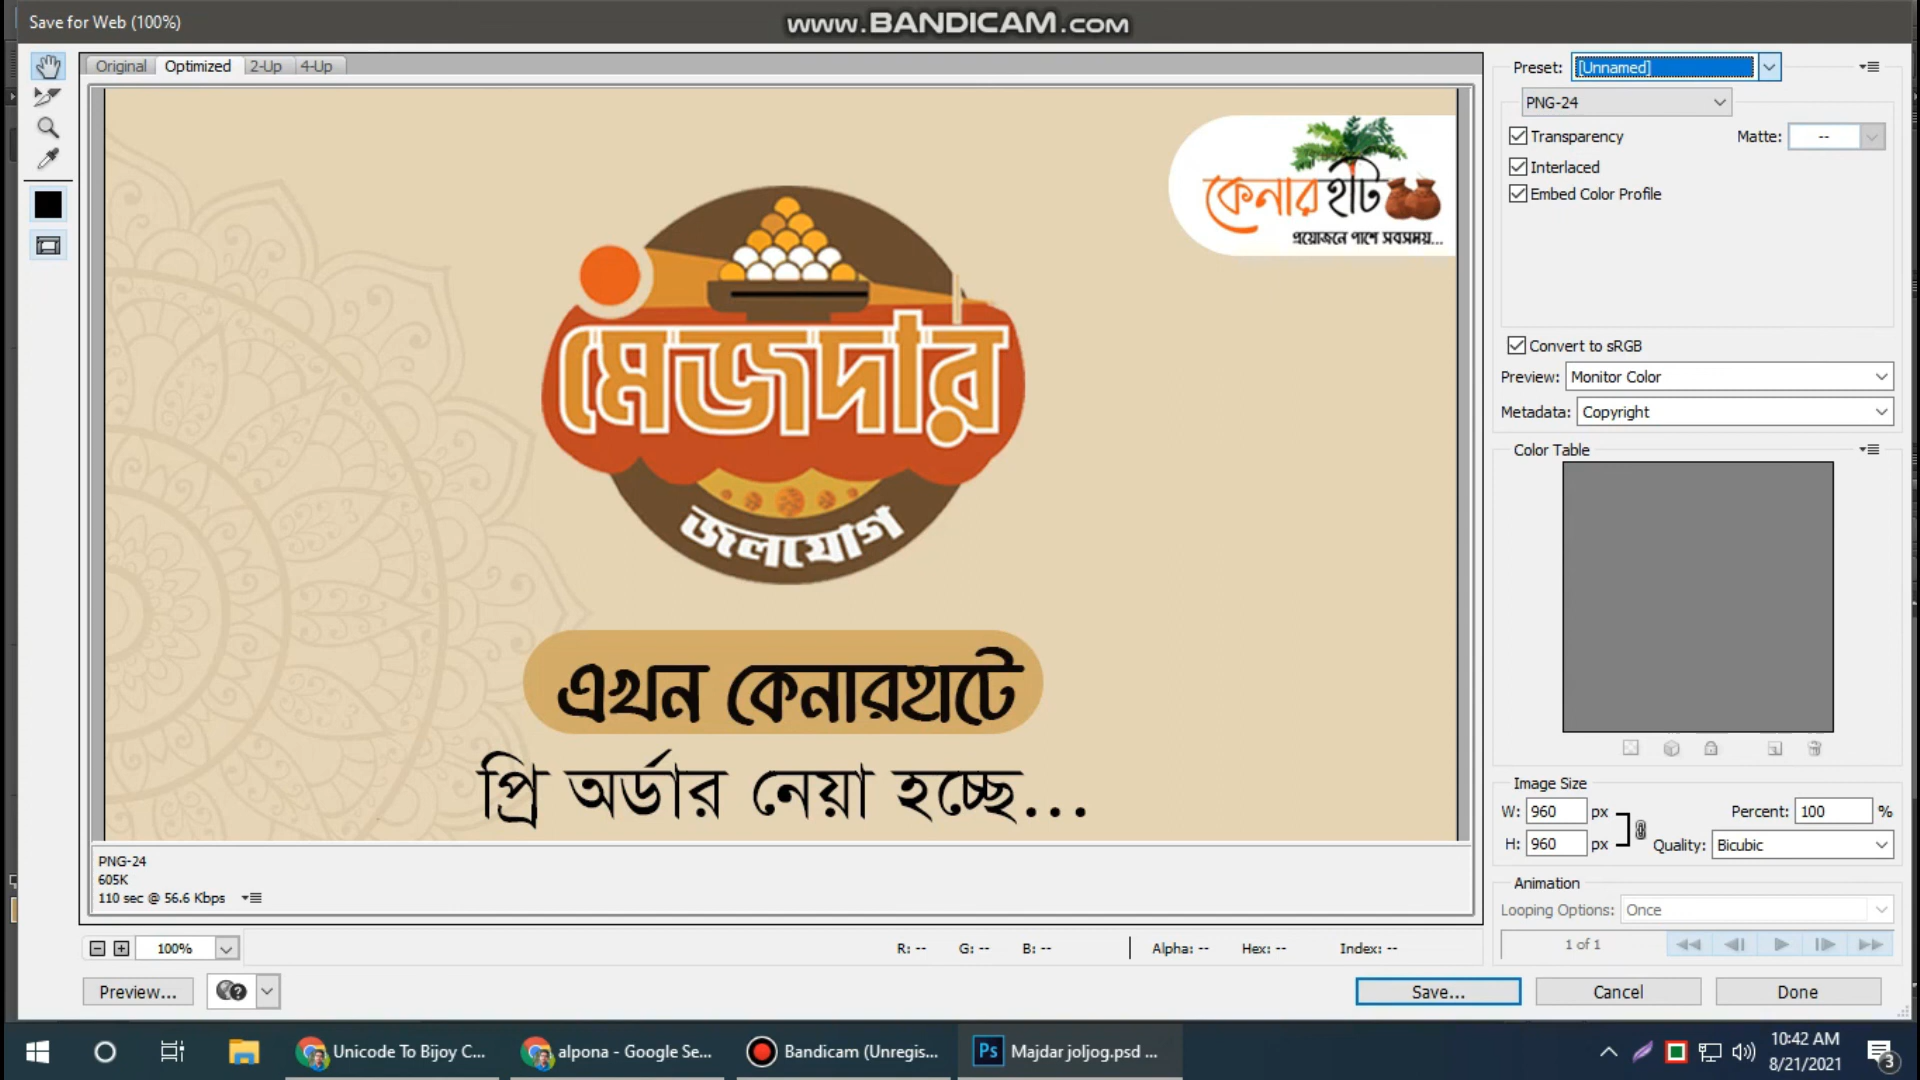 Save for Web (100%)
www.BANDICAM.com
Original Optimized 2-Up 4-Up
Preset: [Unnamed]
PNG-24
Transparency Matte: --
Interlaced
Embed Color Profile
Convert to sRGB
Preview: Monitor Color
Metadata: Copyright
Color Table
কেনারহাট
প্রয়োজনে পাশে সবসময়...
মেজদার
জলযোগ
এখন কেনারহাটে
প্রি অর্ডার নেয়া হচ্ছে...
Image Size
W: 960 px Percent: 100 %
H: 960 px Quality: Bicubic
Animation
Looping Options: Once
1 of 1
PNG-24
605K
110 sec @ 56.6 Kbps
100% R: -- G: -- B: -- Alpha: -- Hex: -- Index: --
Preview... Save... Cancel Done
Unicode To Bijoy C... alpona - Google Se... Bandicam (Unregis... Ps Majdar joljog.psd ... 10:42 AM
8/21/2021 3